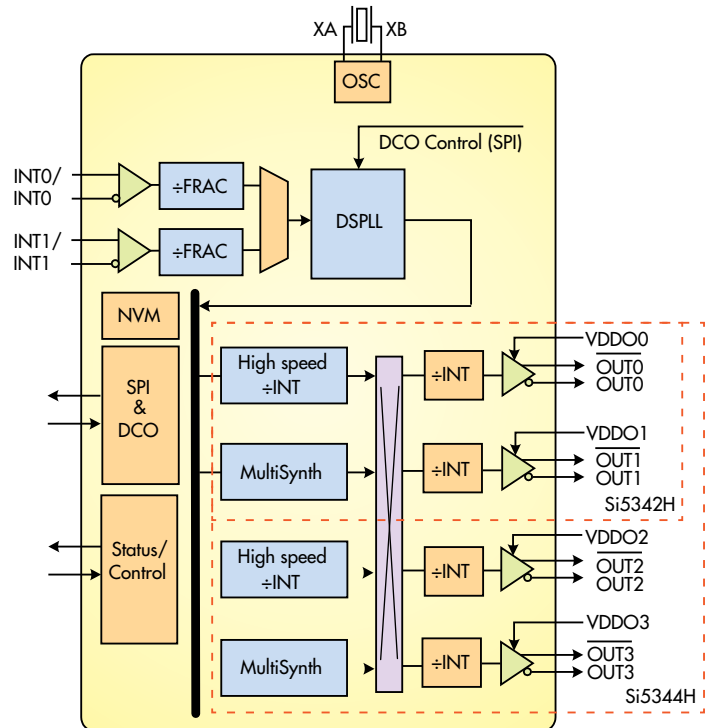 XA XB
OSC
DCO Control (SPI)
INT0/
INT0
÷FRAC
DSPLL
INT1/
INT1
÷FRAC
NVM
SPI
&
DCO
Status/
Control
High speed
÷INT
÷INT
VDDO0
OUT0
OUT0
MultiSynth
÷INT
VDDO1
OUT1
OUT1
Si5342H
High speed
÷INT
÷INT
VDDO2
OUT2
OUT2
MultiSynth
÷INT
VDDO3
OUT3
OUT3
Si5344H